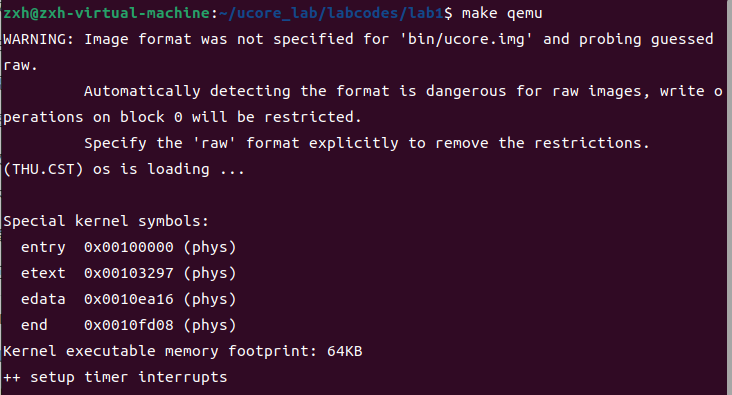 zxh@zxh-virtual-machine:~/ucore_lab/labcodes/lab1$ make qemu
WARNING: Image format was not specified for 'bin/ucore.img' and probing guessed
raw.
         Automatically detecting the format is dangerous for raw images, write o
perations on block 0 will be restricted.
         Specify the 'raw' format explicitly to remove the restrictions.
(THU.CST) os is loading ...

Special kernel symbols:
  entry  0x00100000 (phys)
  etext  0x00103297 (phys)
  edata  0x0010ea16 (phys)
  end    0x0010fd08 (phys)
Kernel executable memory footprint: 64KB
++ setup timer interrupts